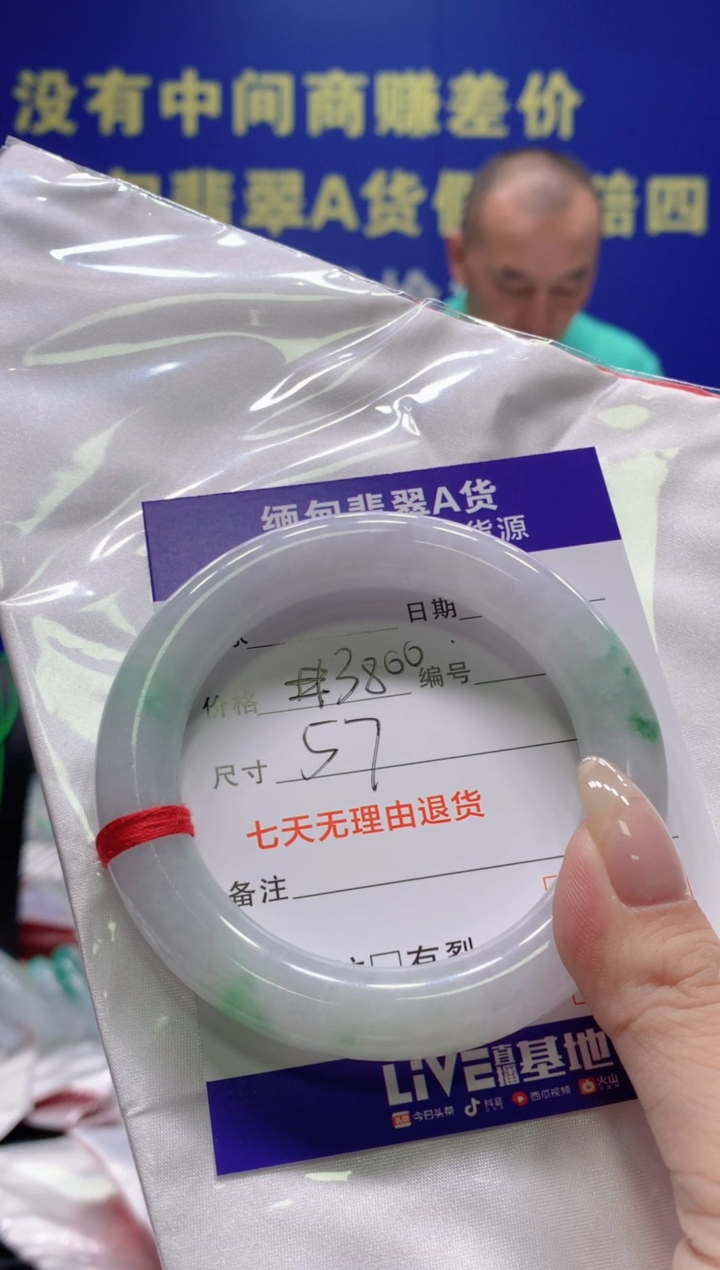 没有中间商赚差价
翡翠A货 赔四
缅甸翡翠A货
货源
日期
价格 #3800 编号
尺寸 57
七天无理由退货
备注
有裂
LIVE直播基地
今日头条 抖音 西瓜视频 火山